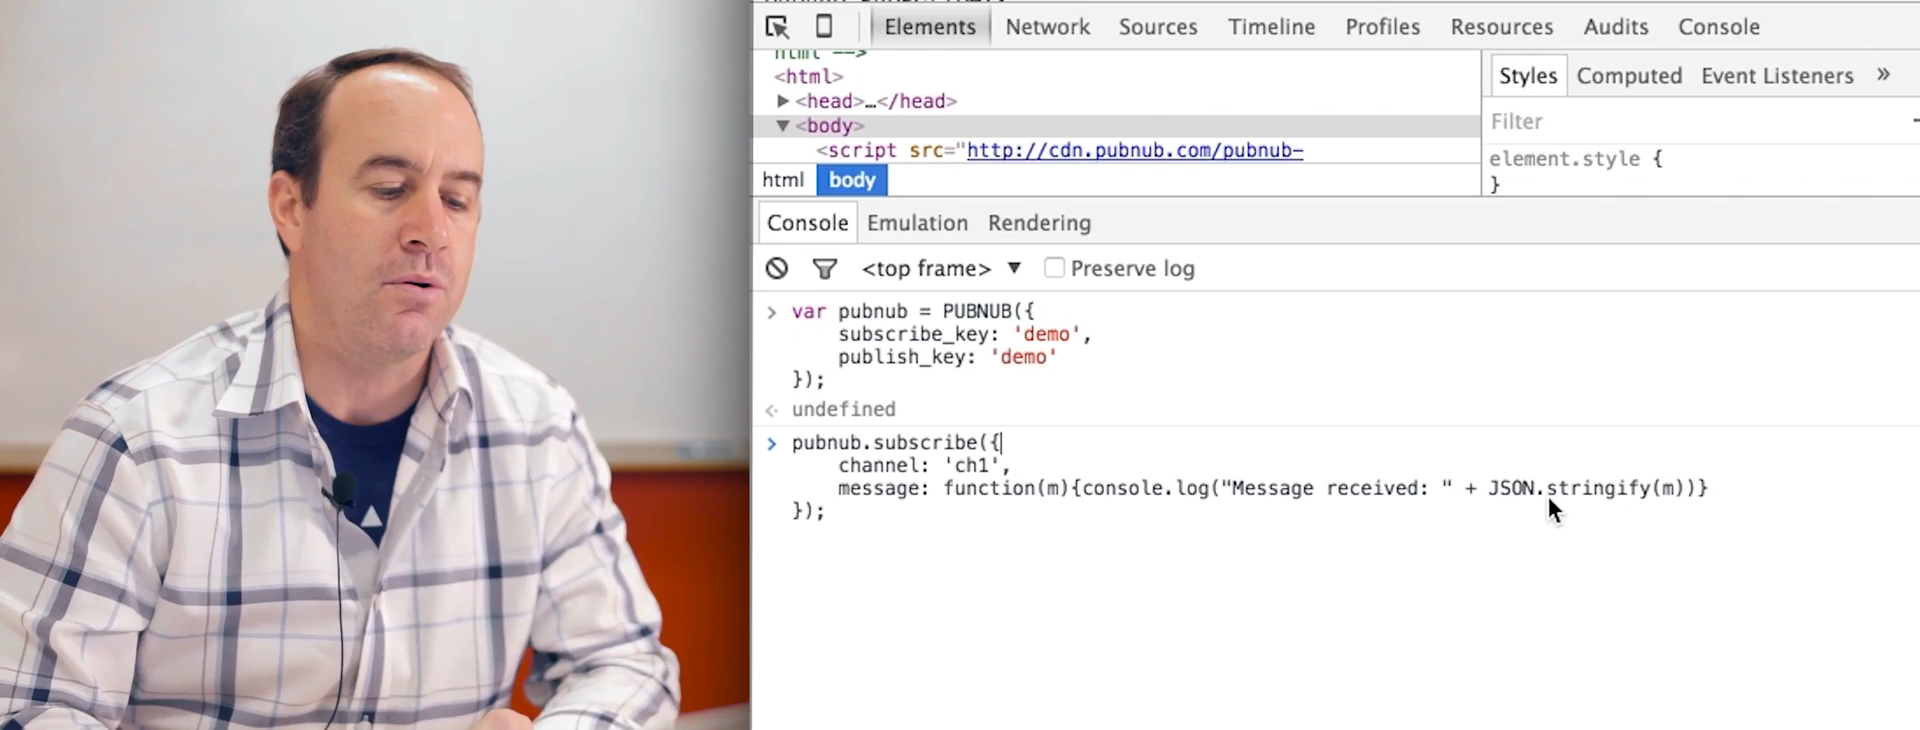 Elements Network Sources Timeline Profiles Resources Audits Console
html -->
<html>
▶<head>…</head>
▼<body>
<script src="http://cdn.pubnub.com/pubnub-
html body
Styles Computed Event Listeners »
Filter
element.style {
}
Console Emulation Rendering
<top frame> ▼ Preserve log
> var pubnub = PUBNUB({
subscribe_key: 'demo',
publish_key: 'demo'
});
undefined
> pubnub.subscribe({
channel: 'ch1',
message: function(m){console.log("Message received: " + JSON.stringify(m))}
});